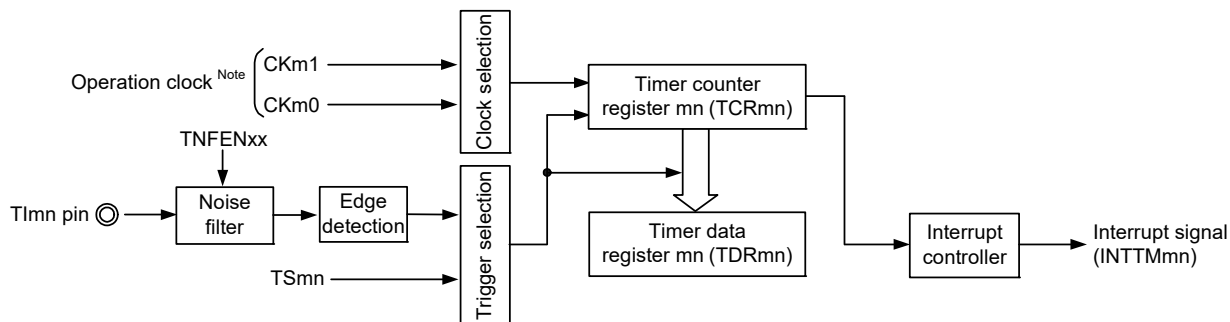 Operation clock Note
CKm1
CKm0
Clock selection
Timer counter
register mn (TCRmn)
TNFENxx
TImn pin
Noise
filter
Edge
detection
TSmn
Trigger selection
Timer data
register mn (TDRmn)
Interrupt
controller
Interrupt signal
(INTTMmn)